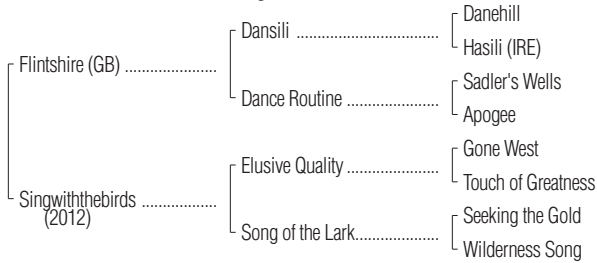 Danehill
Dansili ..................................
Hasili (IRE)
Flintshire (GB) ......................
Sadler's Wells
Dance Routine ......................
Apogee
Gone West
Elusive Quality ......................
Touch of Greatness
Singwiththebirds ..................
(2012)
Seeking the Gold
Song of the Lark....................
Wilderness Song